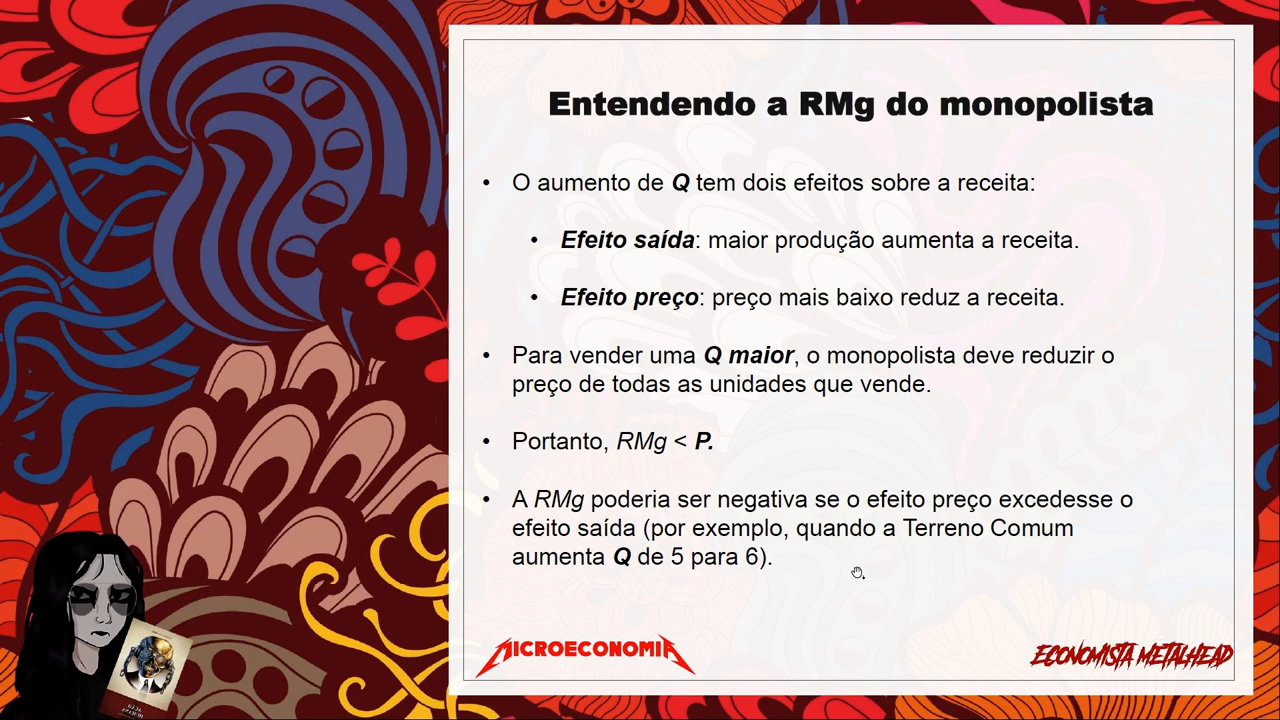 Entendendo a RMg do monopolista
• O aumento de Q tem dois efeitos sobre a receita:
• Efeito saída: maior produção aumenta a receita.
• Efeito preço: preço mais baixo reduz a receita.
• Para vender uma Q maior, o monopolista deve reduzir o
preço de todas as unidades que vende.
• Portanto, RMg < P.
• A RMg poderia ser negativa se o efeito preço excedesse o
efeito saída (por exemplo, quando a Terreno Comum
aumenta Q de 5 para 6).
MICROECONOMIA
ECONOMISTA METALHEAD